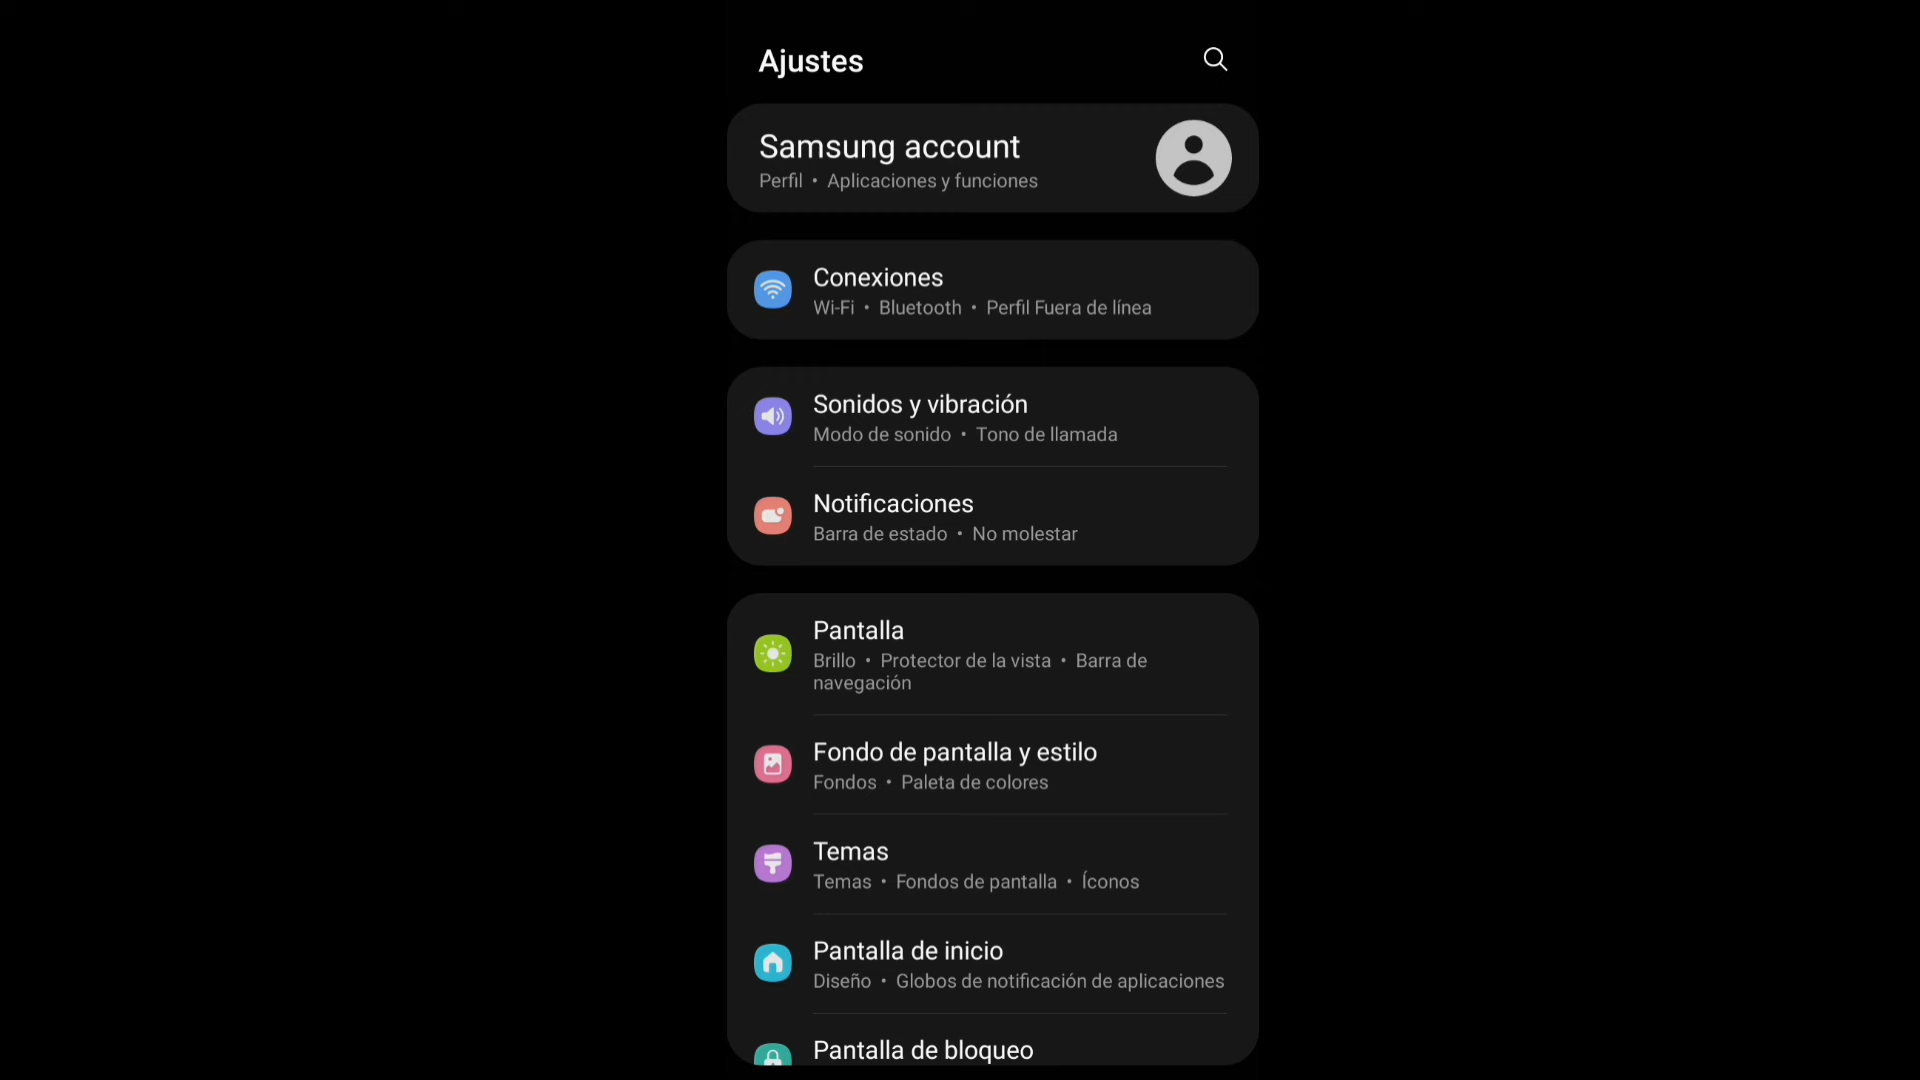 Ajustes
Samsung account
Perfil • Aplicaciones y funciones
Conexiones
Wi-Fi • Bluetooth • Perfil Fuera de línea
Sonidos y vibración
Modo de sonido • Tono de llamada
Notificaciones
Barra de estado • No molestar
Pantalla
Brillo • Protector de la vista • Barra de
navegación
Fondo de pantalla y estilo
Fondos • Paleta de colores
Temas
Temas • Fondos de pantalla • Íconos
Pantalla de inicio
Diseño • Globos de notificación de aplicaciones
Pantalla de bloqueo